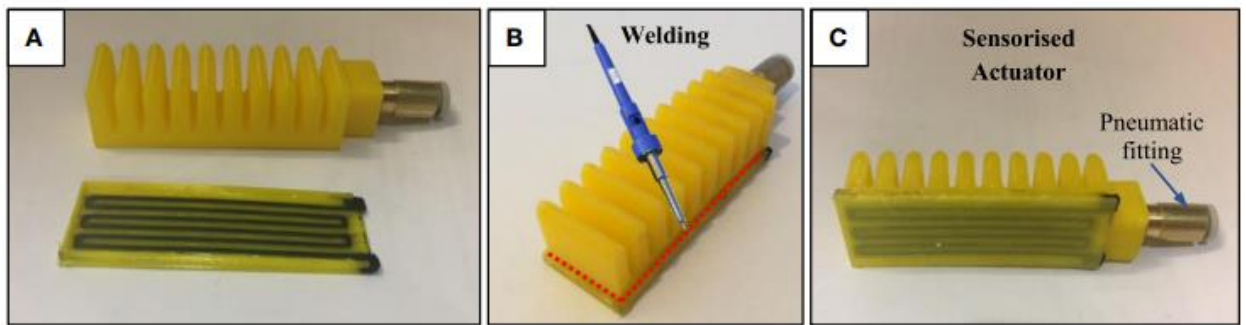 A
B
Welding
C
Sensorised
Actuator
Pneumatic
fitting